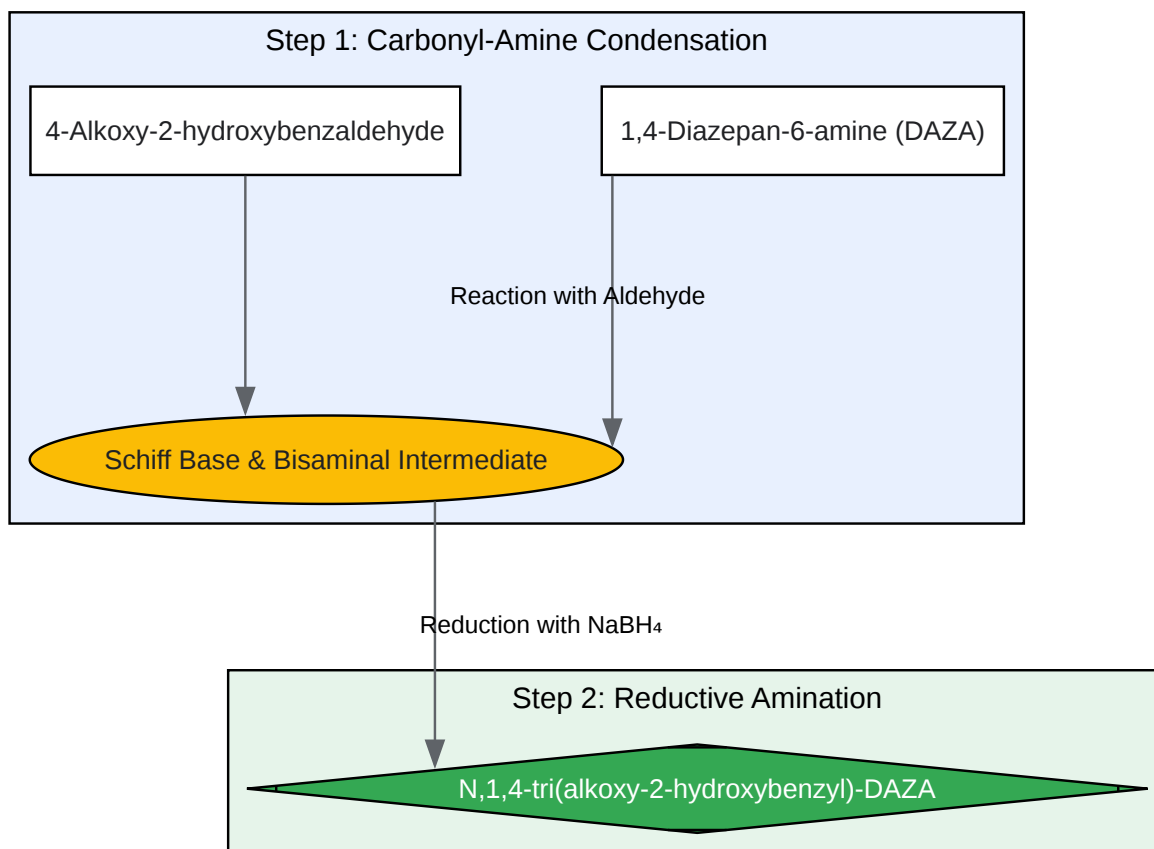 Step 1: Carbonyl-Amine Condensation
4-Alkoxy-2-hydroxybenzaldehyde
1,4-Diazepan-6-amine (DAZA)
Reaction with Aldehyde
Schiff Base & Bisaminal Intermediate
Reduction with NaBH₄
Step 2: Reductive Amination
N,1,4-tri(alkoxy-2-hydroxybenzyl)-DAZA